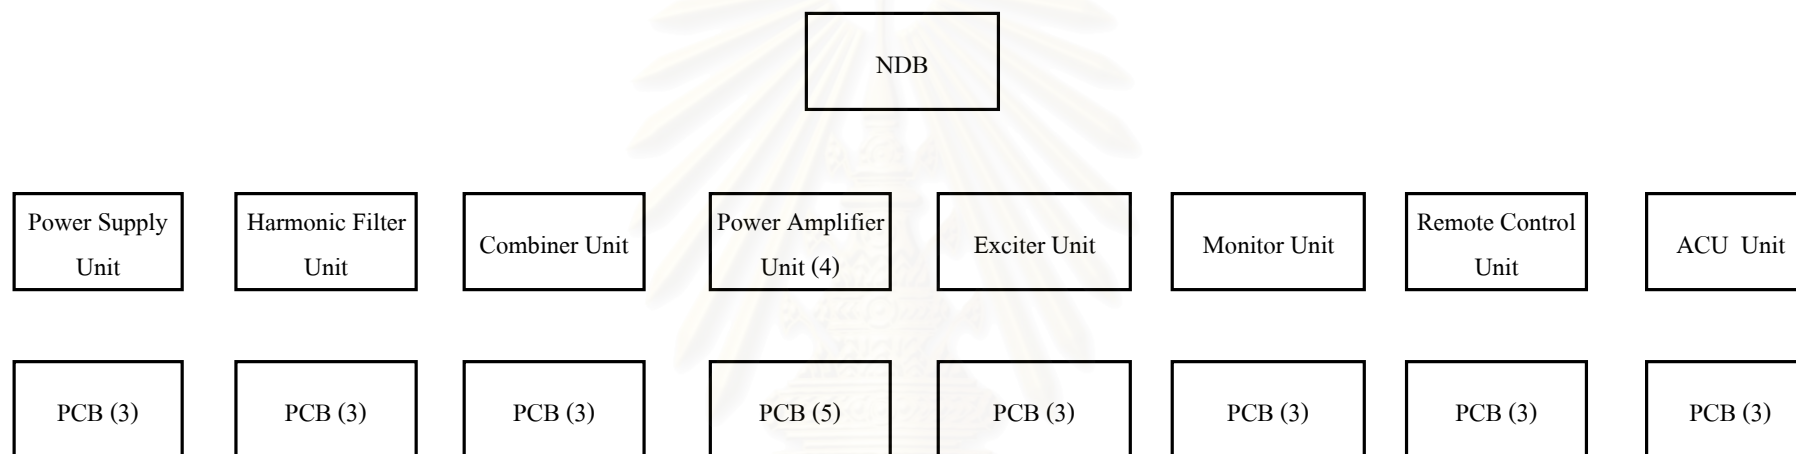 NDB
Power Supply
Unit
Harmonic Filter
Unit
Combiner Unit
Power Amplifier
Unit (4)
Exciter Unit
Monitor Unit
Remote Control
Unit
ACU Unit
PCB (3)
PCB (3)
PCB (3)
PCB (5)
PCB (3)
PCB (3)
PCB (3)
PCB (3)